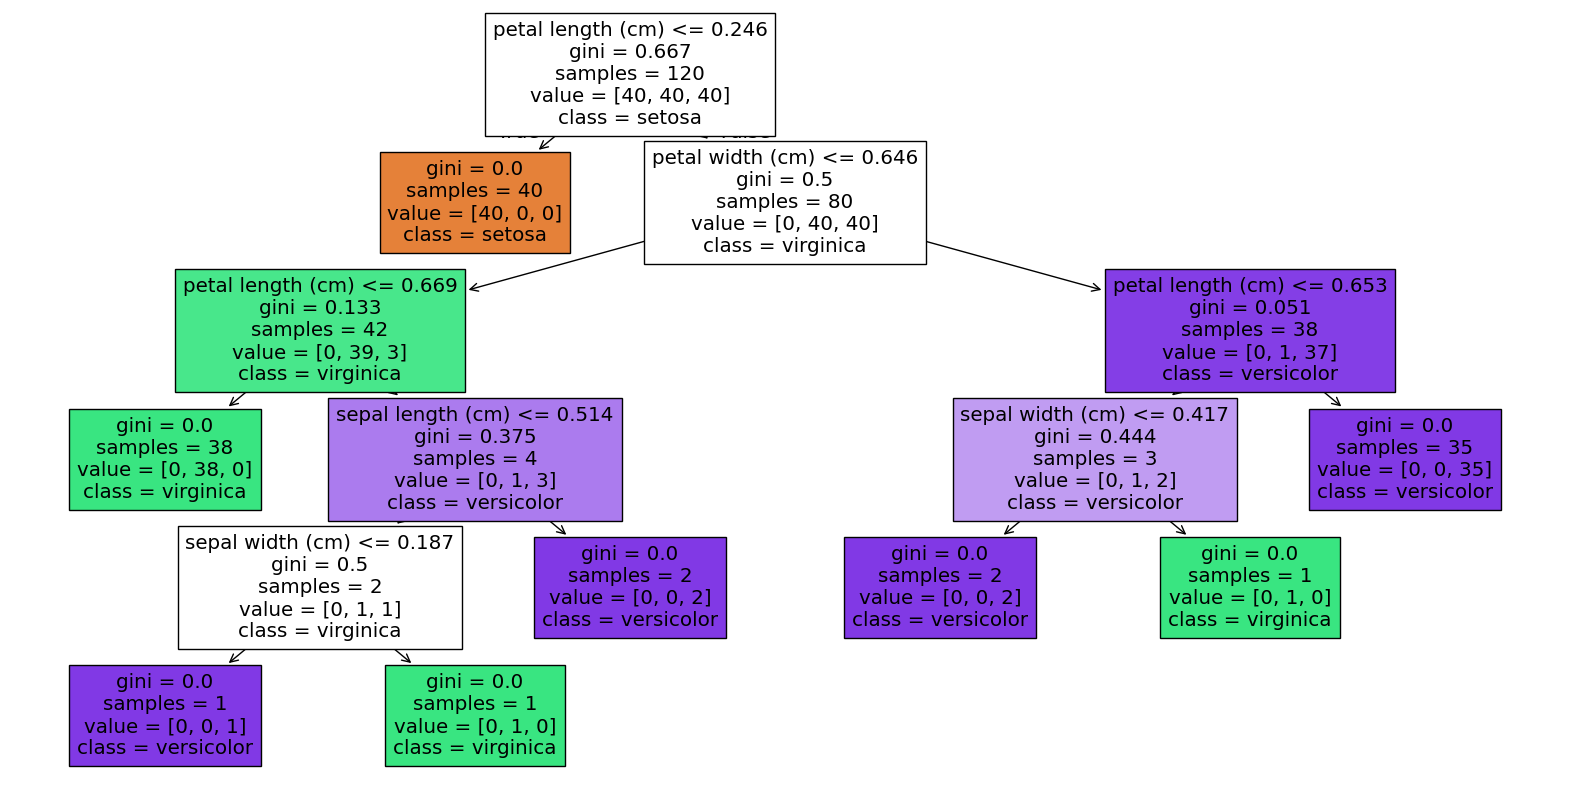 petal length (cm) <= 0.246
gini = 0.667
samples = 120
value = [40, 40, 40]
class = setosa
gini = 0.0
samples = 40
value = [40, 0, 0]
class = setosa
petal width (cm) <= 0.646
gini = 0.5
samples = 80
value = [0, 40, 40]
class = virginica
petal length (cm) <= 0.669
gini = 0.133
samples = 42
value = [0, 39, 3]
class = virginica
petal length (cm) <= 0.653
gini = 0.051
samples = 38
value = [0, 1, 37]
class = versicolor
gini = 0.0
samples = 38
value = [0, 38, 0]
class = virginica
sepal length (cm) <= 0.514
gini = 0.375
samples = 4
value = [0, 1, 3]
class = versicolor
sepal width (cm) <= 0.417
gini = 0.444
samples = 3
value = [0, 1, 2]
class = versicolor
gini = 0.0
samples = 35
value = [0, 0, 35]
class = versicolor
sepal width (cm) <= 0.187
gini = 0.5
samples = 2
value = [0, 1, 1]
class = virginica
gini = 0.0
samples = 2
value = [0, 0, 2]
class = versicolor
gini = 0.0
samples = 2
value = [0, 0, 2]
class = versicolor
gini = 0.0
samples = 1
value = [0, 1, 0]
class = virginica
gini = 0.0
samples = 1
value = [0, 0, 1]
class = versicolor
gini = 0.0
samples = 1
value = [0, 1, 0]
class = virginica